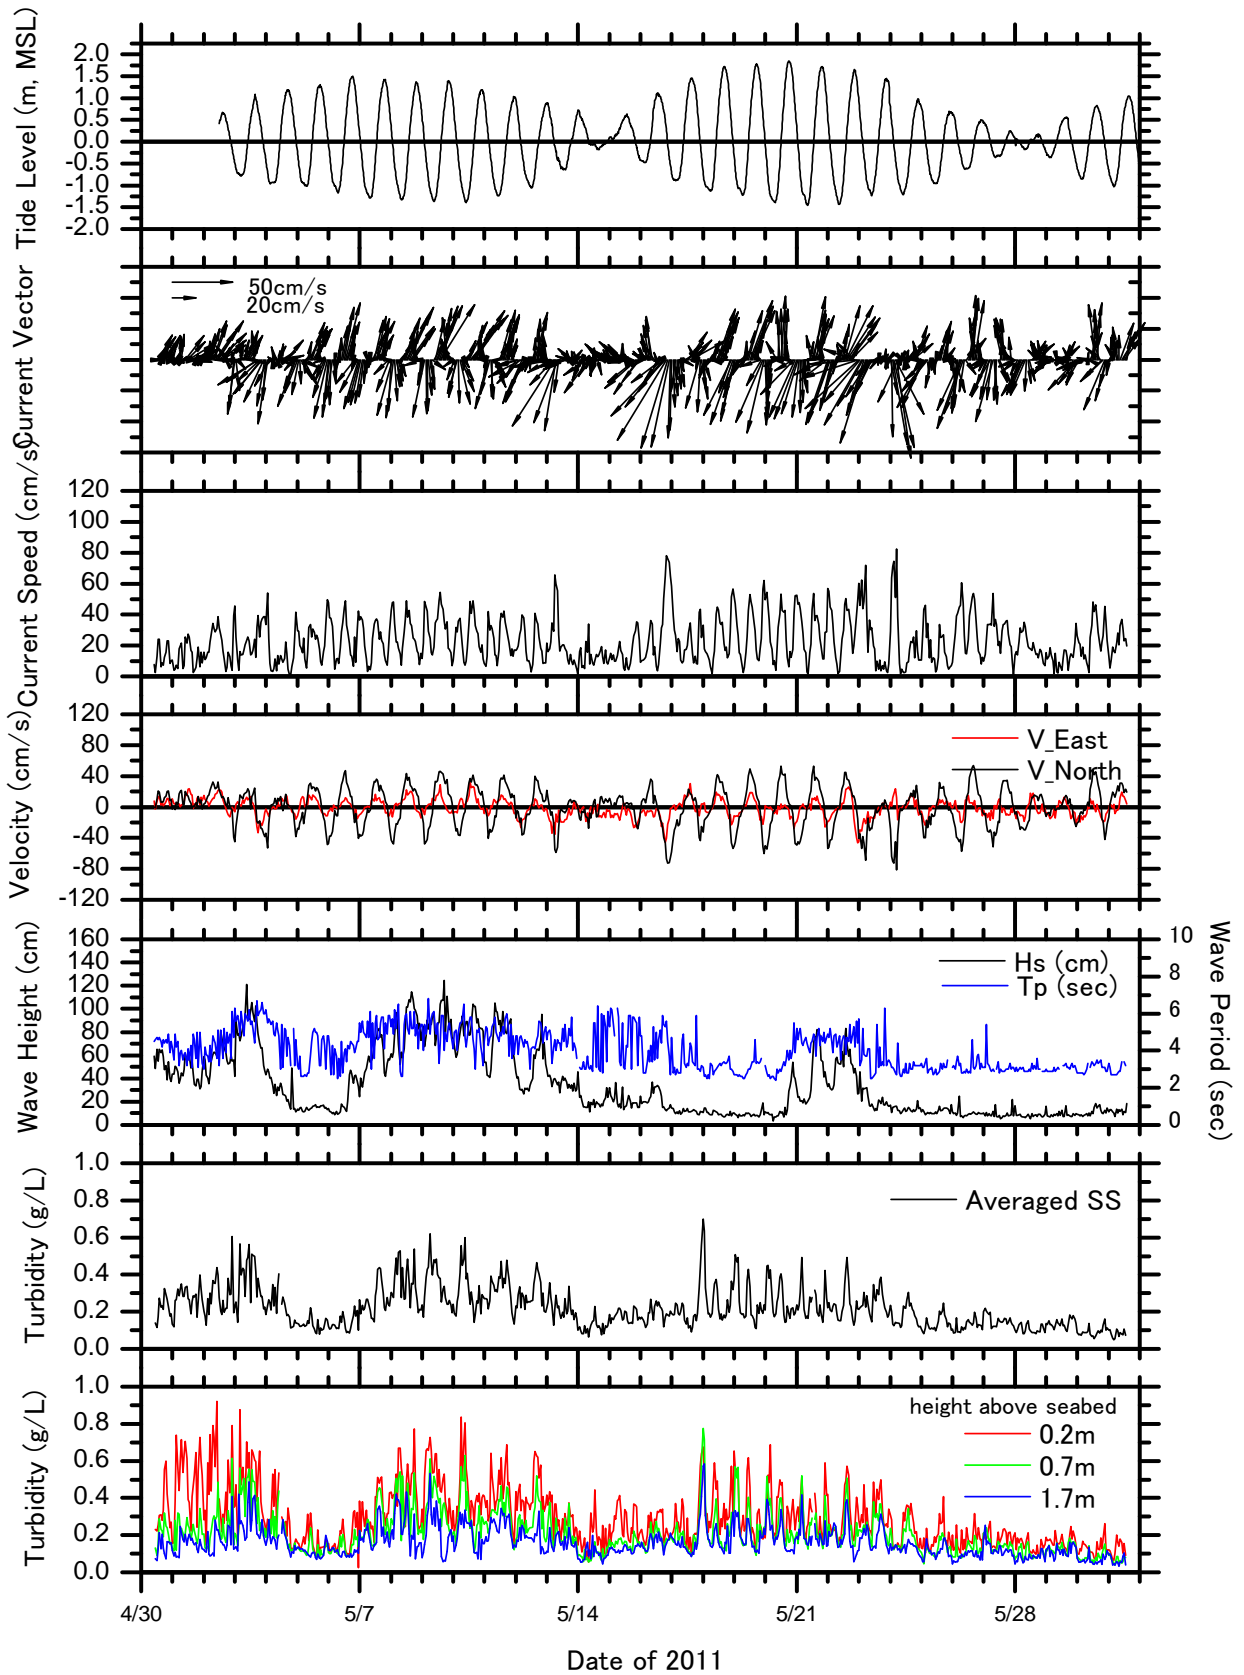 Tide Level (m, MSL)
2.0
1.5
1.0
0.5
0.0
-0.5
-1.0
-1.5
-2.0
Current Vector
50cm/s
20cm/s
Current Speed (cm/s)
120
100
80
60
40
20
0
Velocity (cm/s)
120
80
40
0
-40
-80
-120
V_East
V_North
Wave Height (cm)
160
140
120
100
80
60
40
20
0
Hs (cm)
Tp (sec)
10
8
6
4
2
0
Wave Period (sec)
Turbidity (g/L)
1.0
0.8
0.6
0.4
0.2
0.0
Averaged SS
Turbidity (g/L)
1.0
0.8
0.6
0.4
0.2
0.0
height above seabed
0.2m
0.7m
1.7m
4/30 5/7 5/14 5/21 5/28
Date of 2011